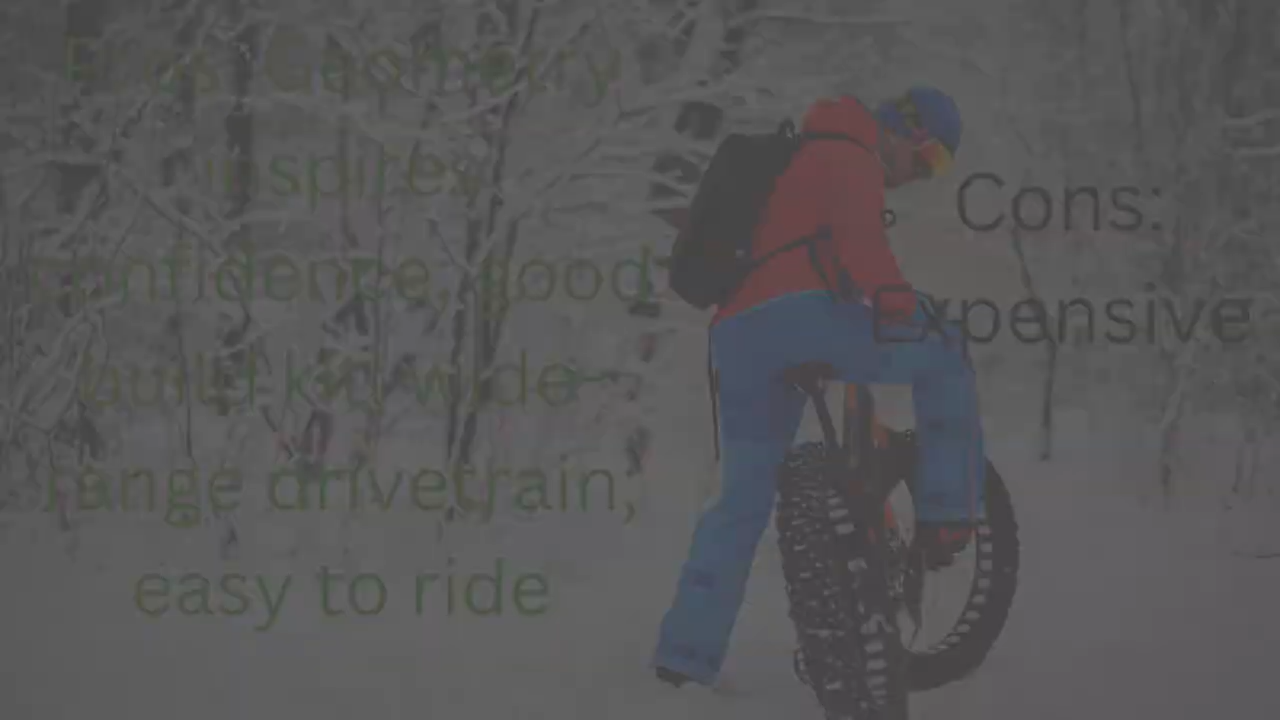 Pros: Geometry
inspires
confidence, good
build kit, wide-
range drivetrain,
easy to ride
Cons:
Expensive